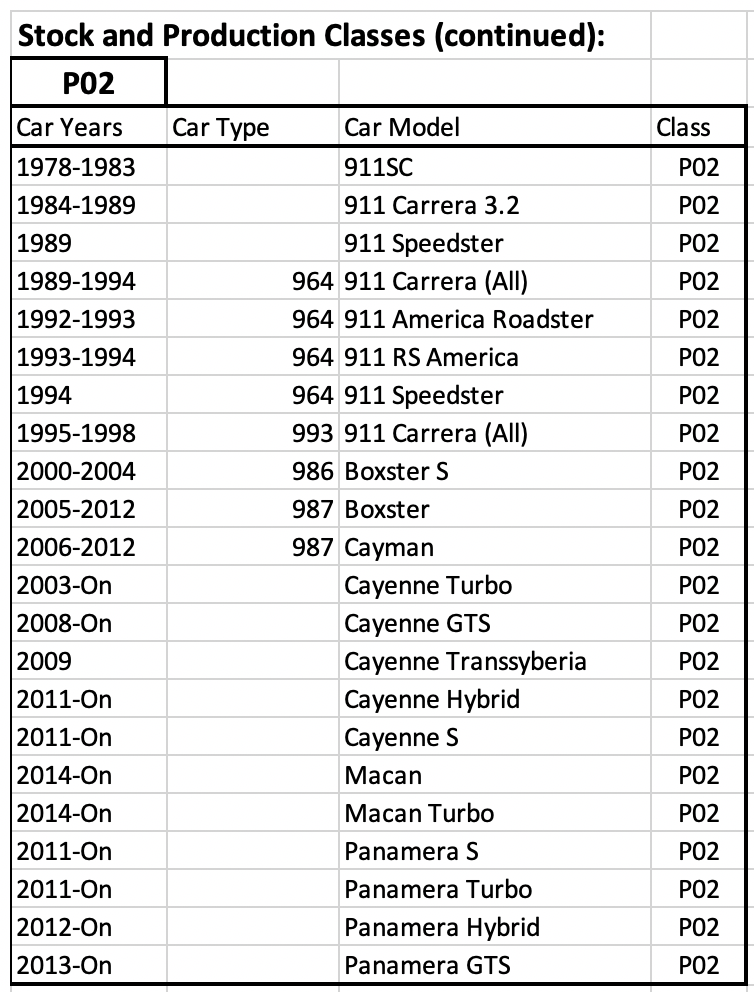 Stock and Production Classes (continued):
P02
Car Years Car Type Car Model Class
1978-1983 911SC P02
1984-1989 911 Carrera 3.2 P02
1989 911 Speedster P02
1989-1994 964 911 Carrera (All) P02
1992-1993 964 911 America Roadster P02
1993-1994 964 911 RS America P02
1994 964 911 Speedster P02
1995-1998 993 911 Carrera (All) P02
2000-2004 986 Boxster S P02
2005-2012 987 Boxster P02
2006-2012 987 Cayman P02
2003-On Cayenne Turbo P02
2008-On Cayenne GTS P02
2009 Cayenne Transsyberia P02
2011-On Cayenne Hybrid P02
2011-On Cayenne S P02
2014-On Macan P02
2014-On Macan Turbo P02
2011-On Panamera S P02
2011-On Panamera Turbo P02
2012-On Panamera Hybrid P02
2013-On Panamera GTS P02